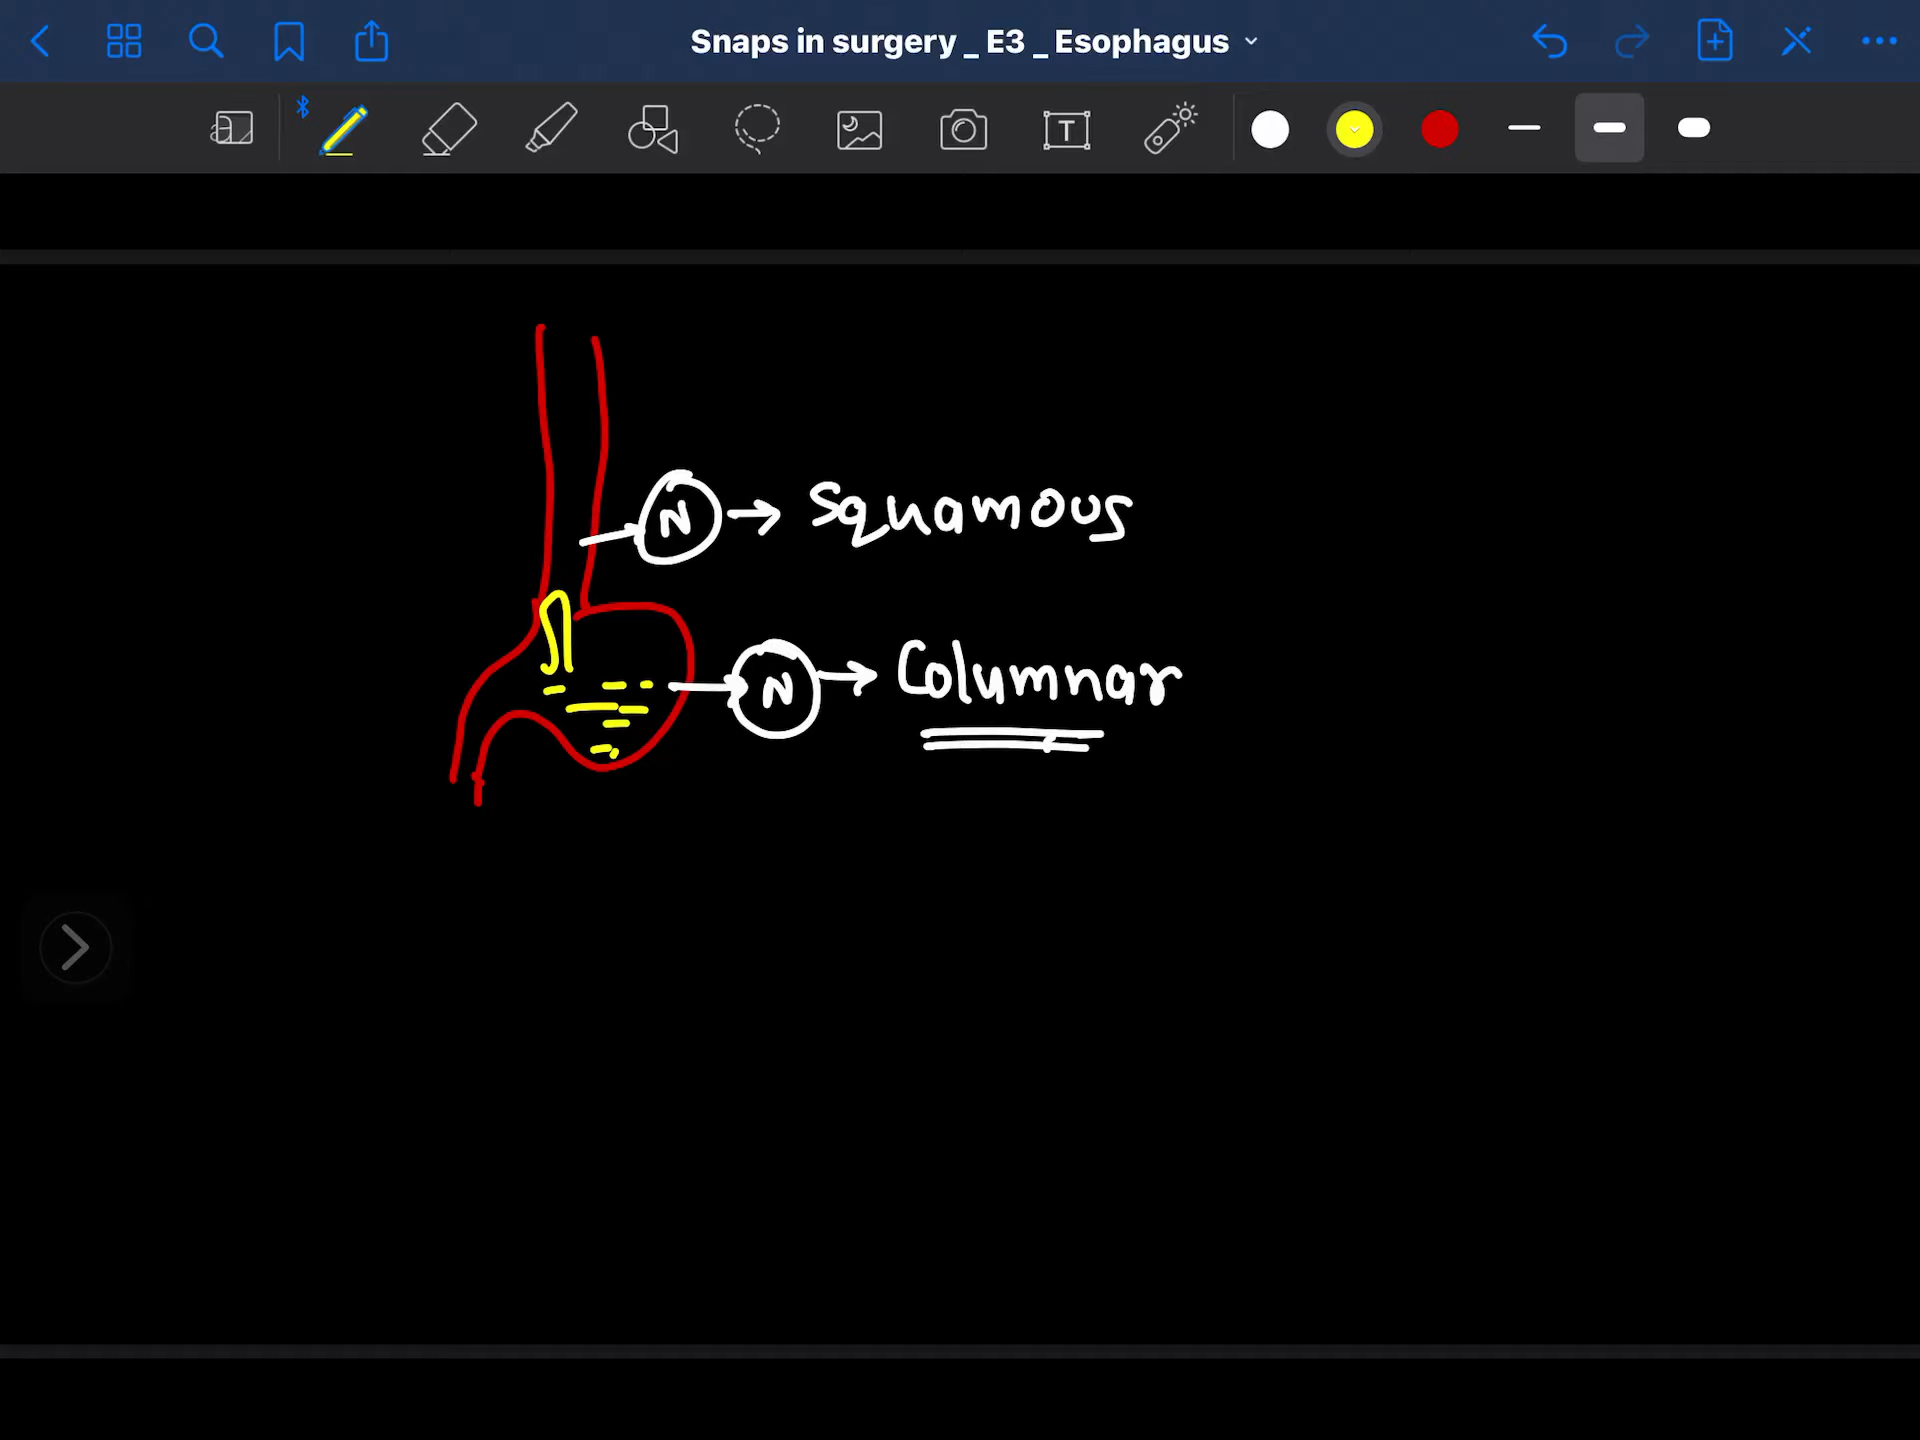 Snaps in surgery _ E3 _ Esophagus
T
N → Squamous
N → Columnar